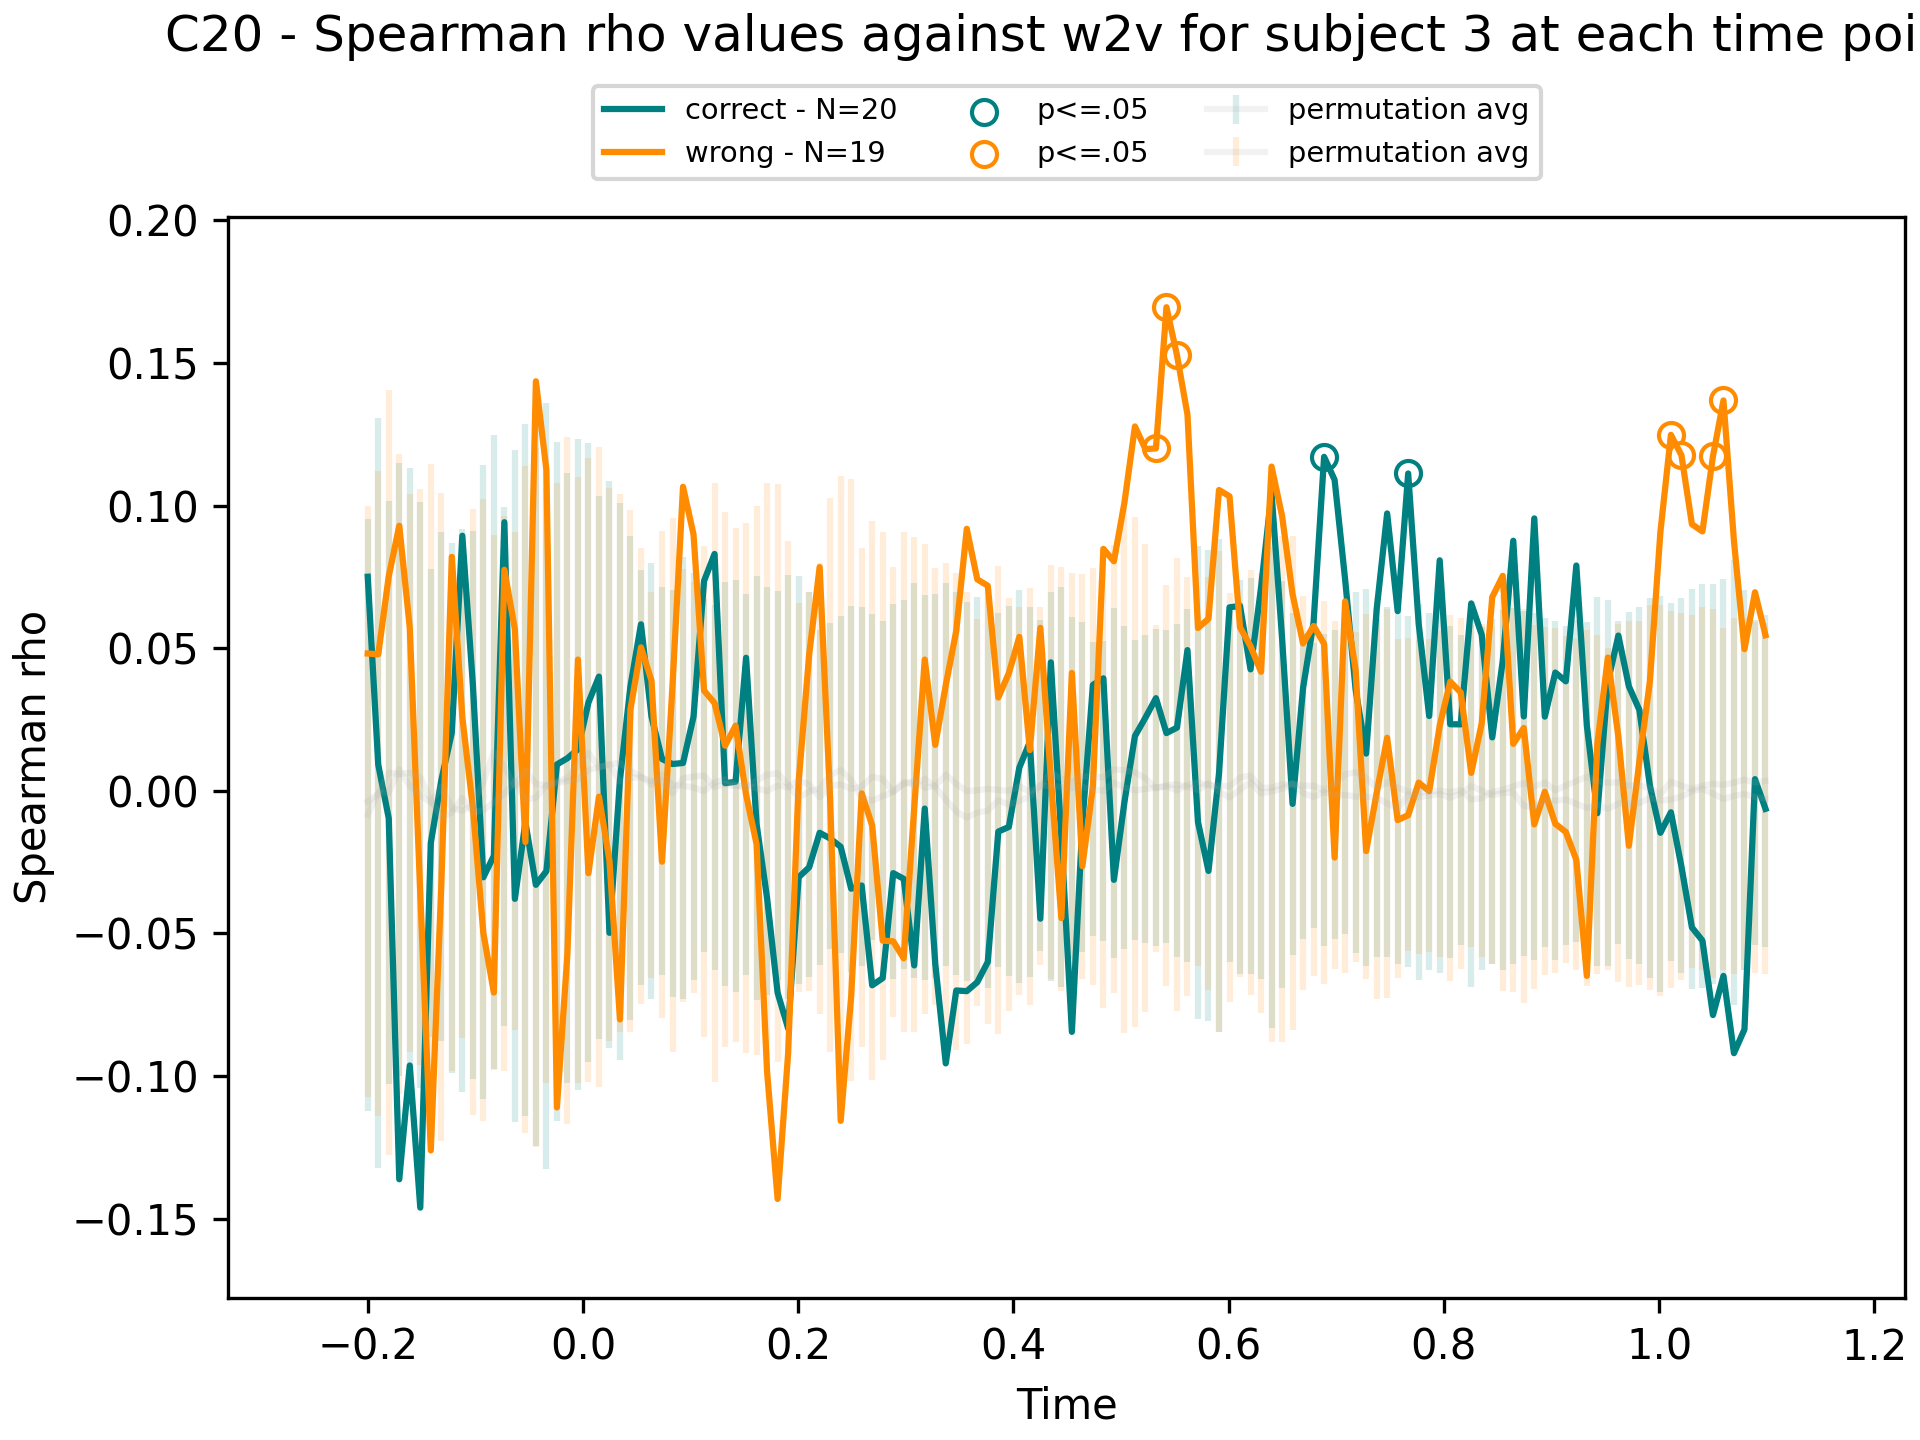 C20 - Spearman rho values against w2v for subject 3 at each time poi
correct - N=20 p<=.05 permutation avg
wrong - N=19 p<=.05 permutation avg
0.20
0.15
0.10
0.05
0.00
−0.05
−0.10
−0.15
Spearman rho
−0.2 0.0 0.2 0.4 0.6 0.8 1.0 1.2
Time